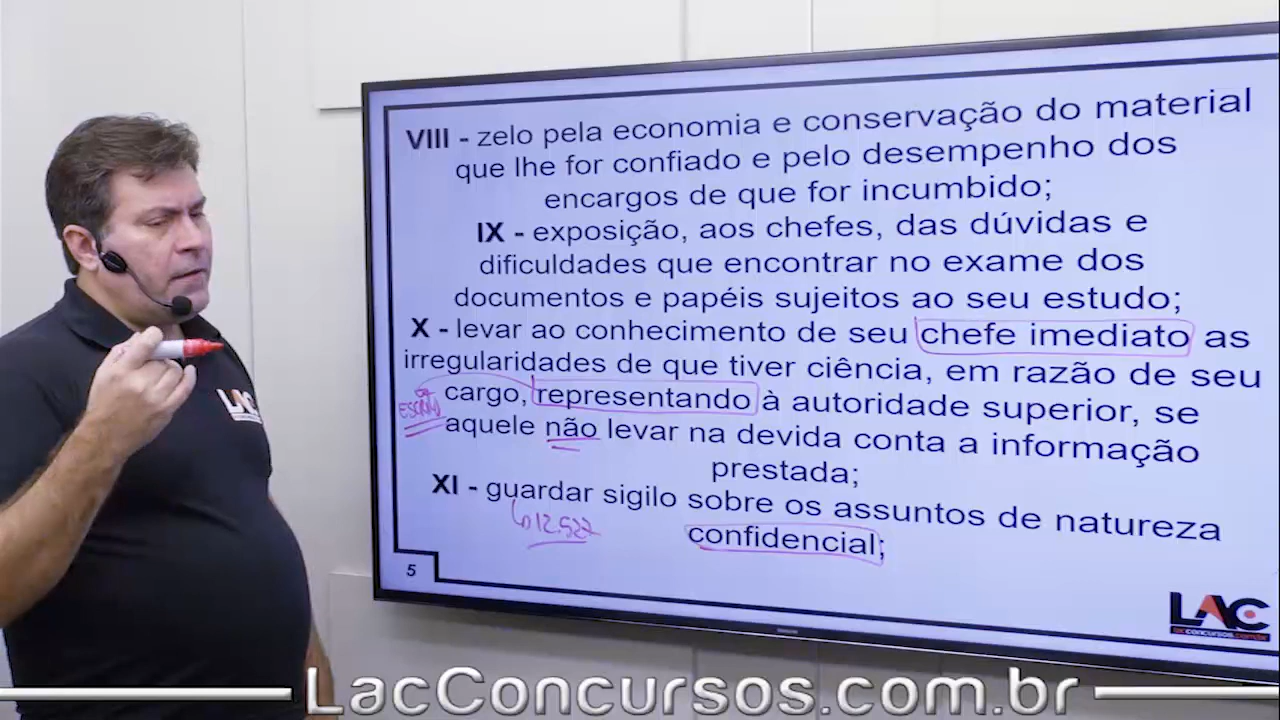 VIII - zelo pela economia e conservação do material
que lhe for confiado e pelo desempenho dos
encargos de que for incumbido;
IX - exposição, aos chefes, das dúvidas e
dificuldades que encontrar no exame dos
documentos e papéis sujeitos ao seu estudo;
X - levar ao conhecimento de seu chefe imediato as
irregularidades de que tiver ciência, em razão de seu
cargo, representando à autoridade superior, se
aquele não levar na devida conta a informação
prestada;
XI - guardar sigilo sobre os assuntos de natureza
12.527
confidencial;
5
LAC
lacconcursos.com.br
LAC
LacConcursos.com.br